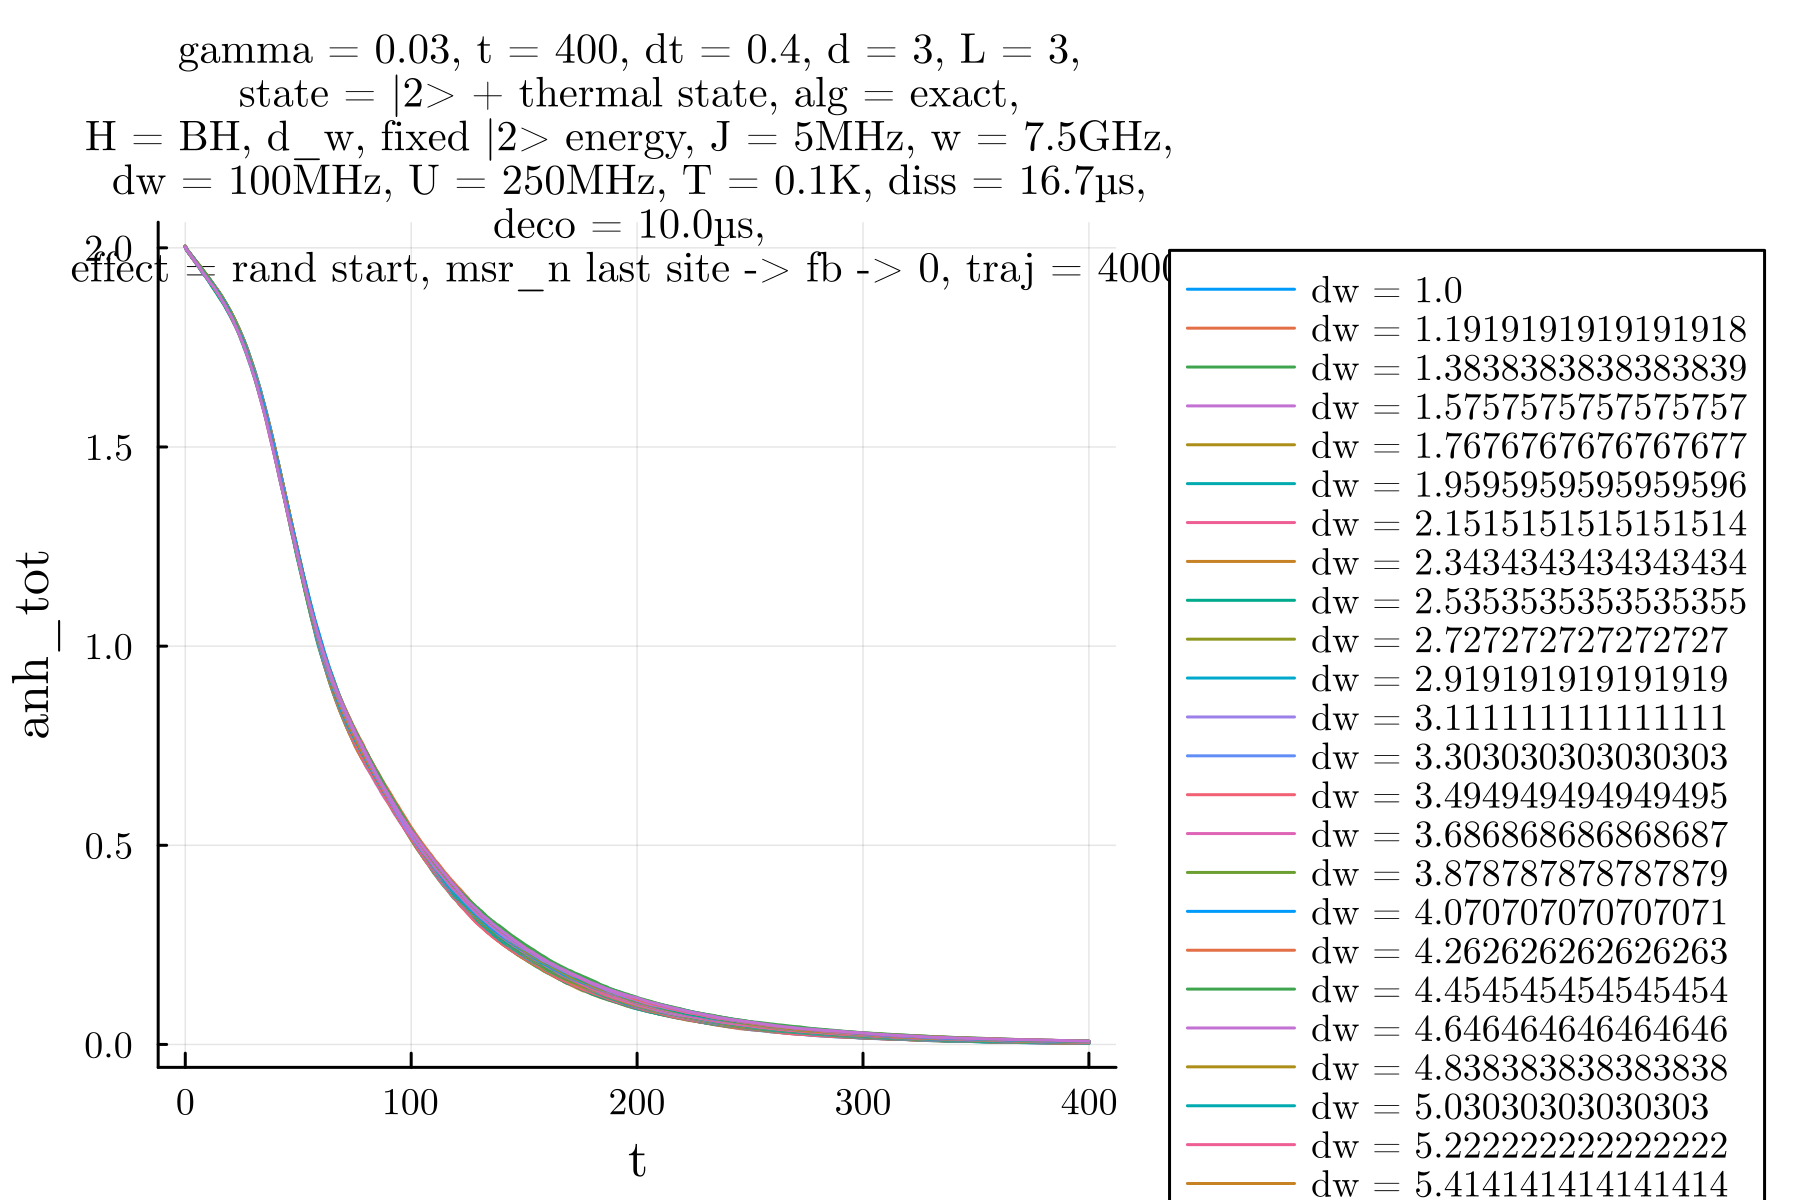 gamma = 0.03, t = 400, dt = 0.4, d = 3, L = 3,
state = |2> + thermal state, alg = exact,
H = BH, d_w, fixed |2> energy, J = 5MHz, w = 7.5GHz,
dw = 100MHz, U = 250MHz, T = 0.1K, diss = 16.7µs,
deco = 10.0µs,
effect = rand start, msr_n last site -> fb -> 0, traj = 4000
2.0
1.5
1.0
0.5
0.0
anh_tot
0 100 200 300 400
t
dw = 1.0
dw = 1.1919191919191918
dw = 1.3838383838383839
dw = 1.5757575757575757
dw = 1.7676767676767677
dw = 1.9595959595959596
dw = 2.1515151515151514
dw = 2.3434343434343434
dw = 2.5353535353535355
dw = 2.727272727272727
dw = 2.919191919191919
dw = 3.111111111111111
dw = 3.303030303030303
dw = 3.494949494949495
dw = 3.686868686868687
dw = 3.878787878787879
dw = 4.070707070707071
dw = 4.262626262626263
dw = 4.454545454545454
dw = 4.646464646464646
dw = 4.838383838383838
dw = 5.03030303030303
dw = 5.222222222222222
dw = 5.414141414141414